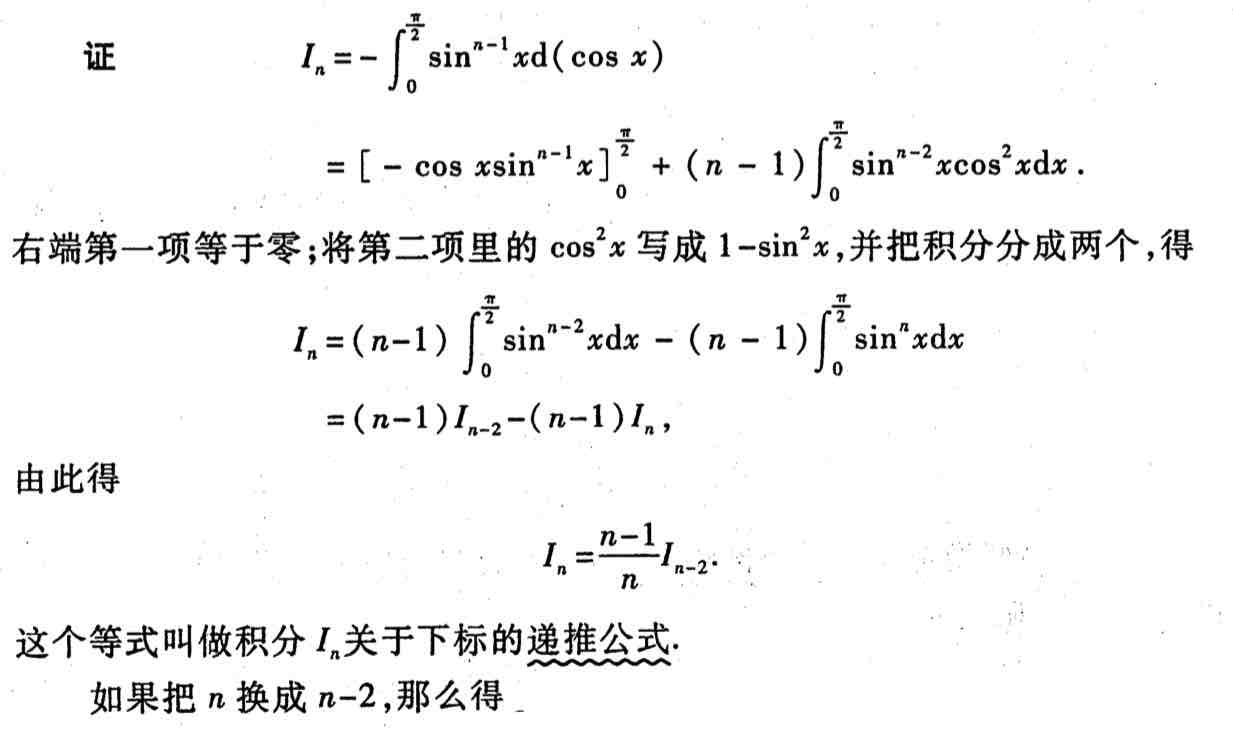 证 $I_n = -\int_0^{\frac{\pi}{2}} \sin^{n-1} x \mathrm{d}(\cos x)$
$= [-\cos x \sin^{n-1} x]_0^{\frac{\pi}{2}} + (n-1)\int_0^{\frac{\pi}{2}} \sin^{n-2} x \cos^2 x \mathrm{d}x.$
右端第一项等于零;将第二项里的 $\cos^2 x$ 写成 $1-\sin^2 x$,并把积分分成两个,得
$I_n = (n-1)\int_0^{\frac{\pi}{2}} \sin^{n-2} x \mathrm{d}x - (n-1)\int_0^{\frac{\pi}{2}} \sin^n x \mathrm{d}x$
$= (n-1)I_{n-2} - (n-1)I_n,$
由此得
$I_n = \frac{n-1}{n} I_{n-2}.$
这个等式叫做积分 $I_n$ 关于下标的递推公式.
如果把 $n$ 换成 $n-2$,那么得